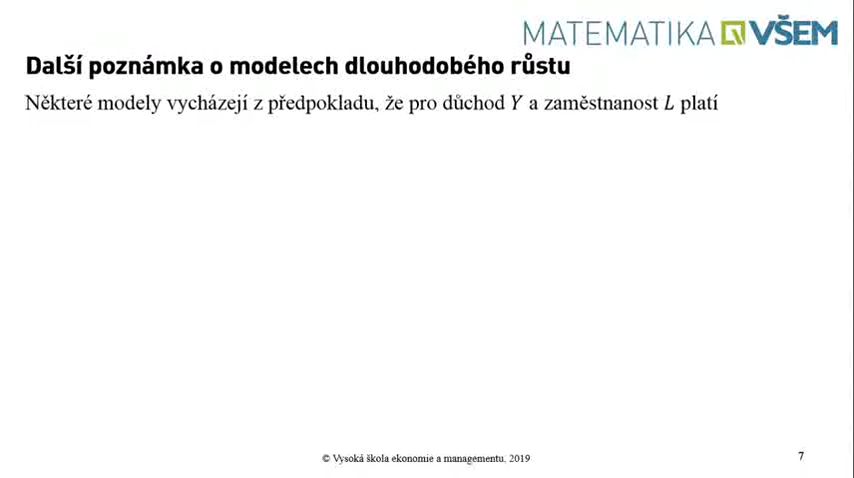 MATEMATIKA VŠEM
Další poznámka o modelech dlouhodobého růstu
Některé modely vycházejí z předpokladu, že pro důchod Y a zaměstnanost L platí
© Vysoká škola ekonomie a managementu, 2019
7